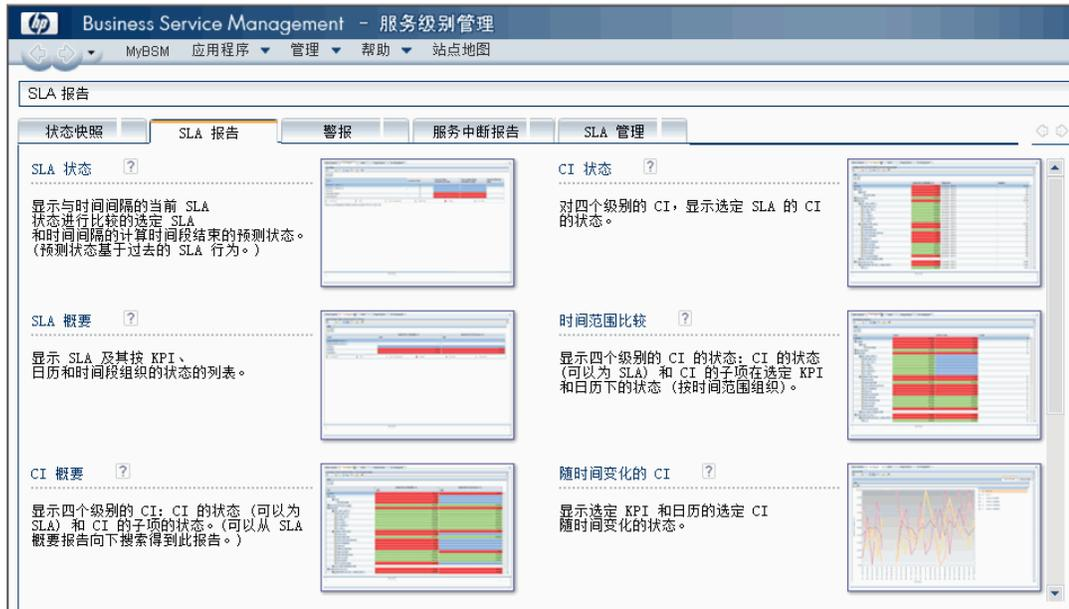 hp Business Service Management - 服务级别管理
MyBSM 应用程序 管理 帮助 站点地图
SLA 报告
状态快照 SLA 报告 警报 服务中断报告 SLA 管理
SLA 状态 ?
显示与时间间隔的当前 SLA
状态进行比较的选定 SLA
和时间间隔的计算时间段结束的预测状态。
(预测状态基于过去的 SLA 行为。)
CI 状态 ?
对四个级别的 CI，显示选定 SLA 的 CI
的状态。
SLA 概要 ?
显示 SLA 及其按 KPI、
日历和时间段组织的状态的列表。
时间范围比较 ?
显示四个级别的 CI 的状态: CI 的状态
(可以为 SLA) 和 CI 的子项在选定 KPI
和日历下的状态 (按时间范围组织)。
CI 概要 ?
显示四个级别的 CI: CI 的状态 (可以为
SLA) 和 CI 的子项的状态。(可以从 SLA
概要报告向下搜索得到此报告。)
随时间变化的 CI ?
显示选定 KPI 和日历的选定 CI
随时间变化的状态。